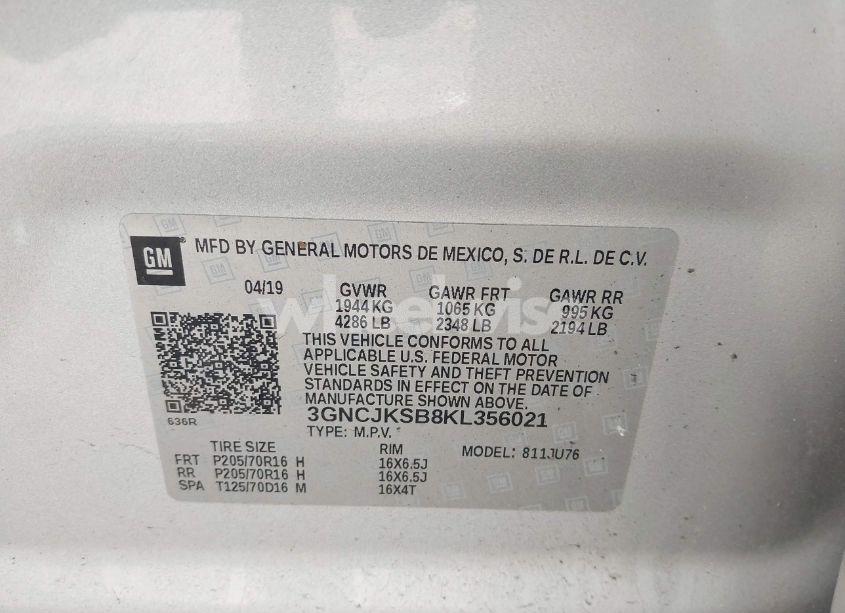 GM
MFD BY GENERAL MOTORS DE MEXICO, S. DE R.L. DE C.V.
04/19 GVWR GAWR FRT GAWR RR
1944 KG 1065 KG 995 KG
4286 LB 2348 LB 2194 LB
THIS VEHICLE CONFORMS TO ALL
APPLICABLE U.S. FEDERAL MOTOR
VEHICLE SAFETY AND THEFT PREVENTION
STANDARDS IN EFFECT ON THE DATE OF
MANUFACTURE SHOWN ABOVE.
3GNCJKSB8KL356021
636R
TYPE: M.P.V.
TIRE SIZE RIM MODEL: 811JU76
FRT P205/70R16 H 16X6.5J
RR P205/70R16 H 16X6.5J
SPA T125/70D16 M 16X4T
wheelwise